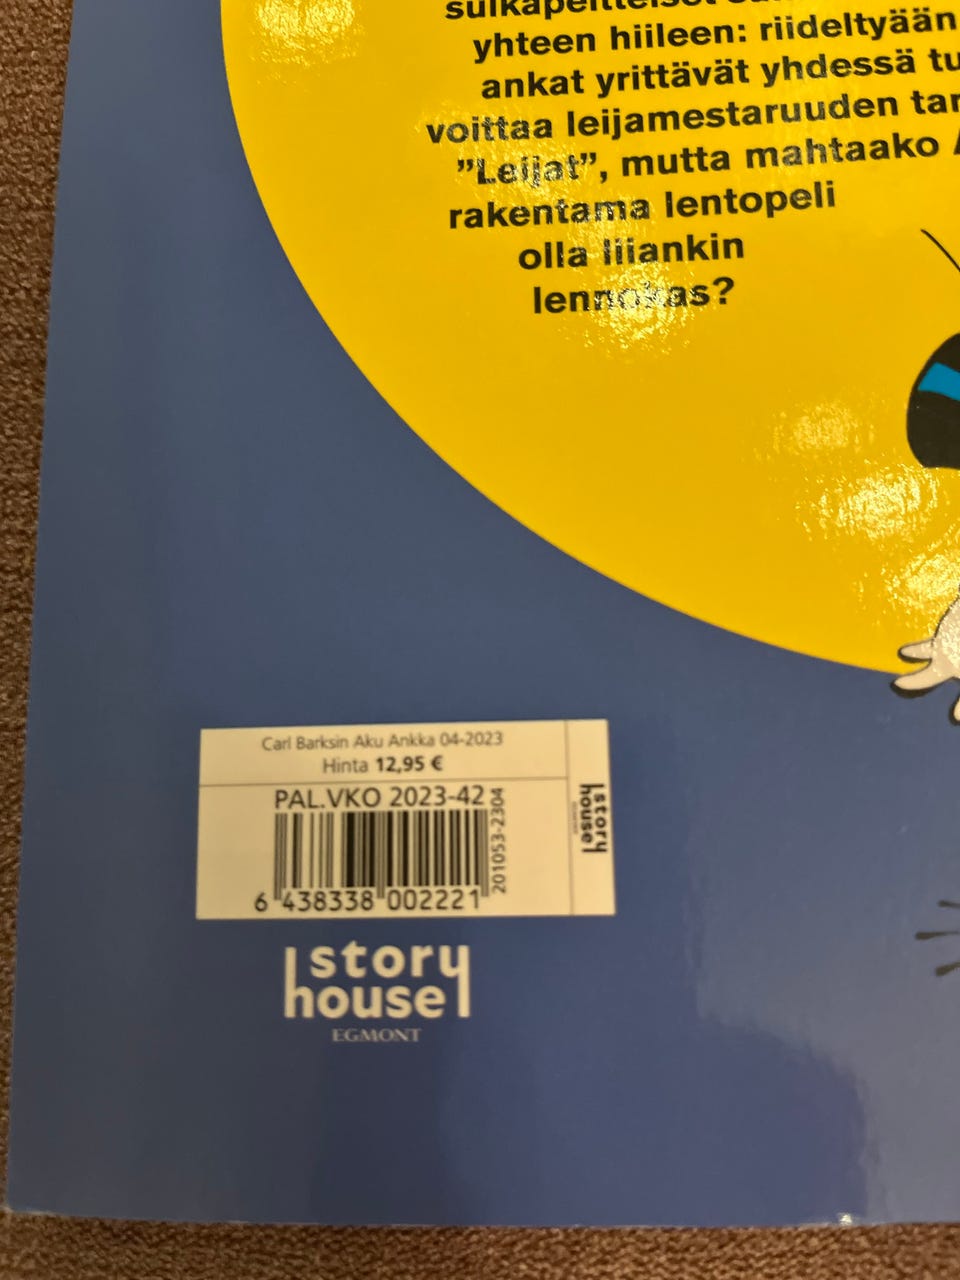 yhteen hiileen: riideltyään
ankat yrittävät yhdessä
voittaa leijamestaruuden
"Leijat", mutta mahtaako
rakentama lentopeli
olla liiankin
lennokas?
Carl Barksin Aku Ankka 04-2023
Hinta 12,95 €
PAL.VKO 2023-42
201053-2304
6 438338 002221
story
house
story
house
EGMONT